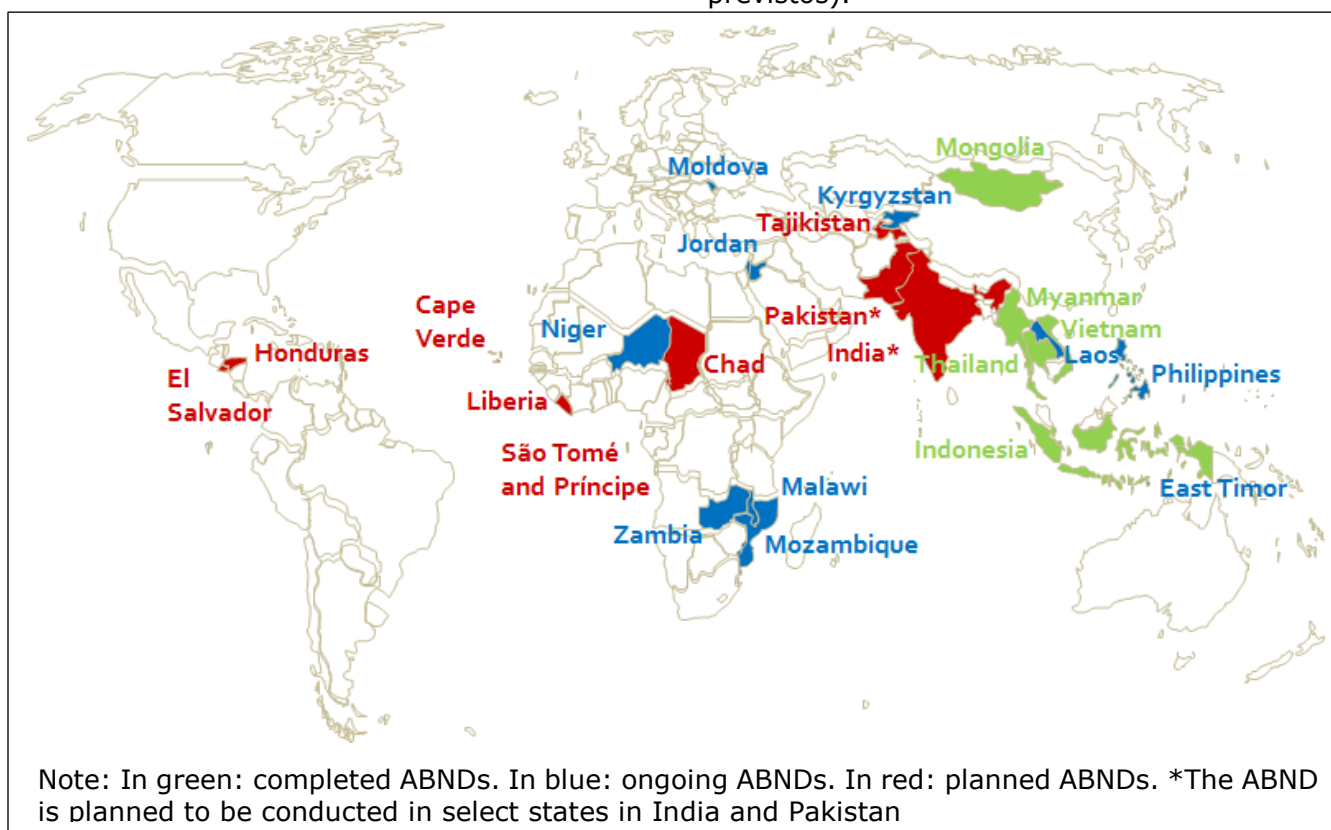 previstos).
Mongolia
Moldova
Kyrgyzstan
Tajikistan
Jordan
Cape
Verde
Niger
Pakistan*
Myanmar
Vietnam
India*
Laos
Thailand
Chad
Honduras
El
Salvador
Liberia
Philippines
São Tomé
and Príncipe
Indonesia
Malawi
East Timor
Zambia
Mozambique
Note: In green: completed ABNDs. In blue: ongoing ABNDs. In red: planned ABNDs. *The ABND
is planned to be conducted in select states in India and Pakistan